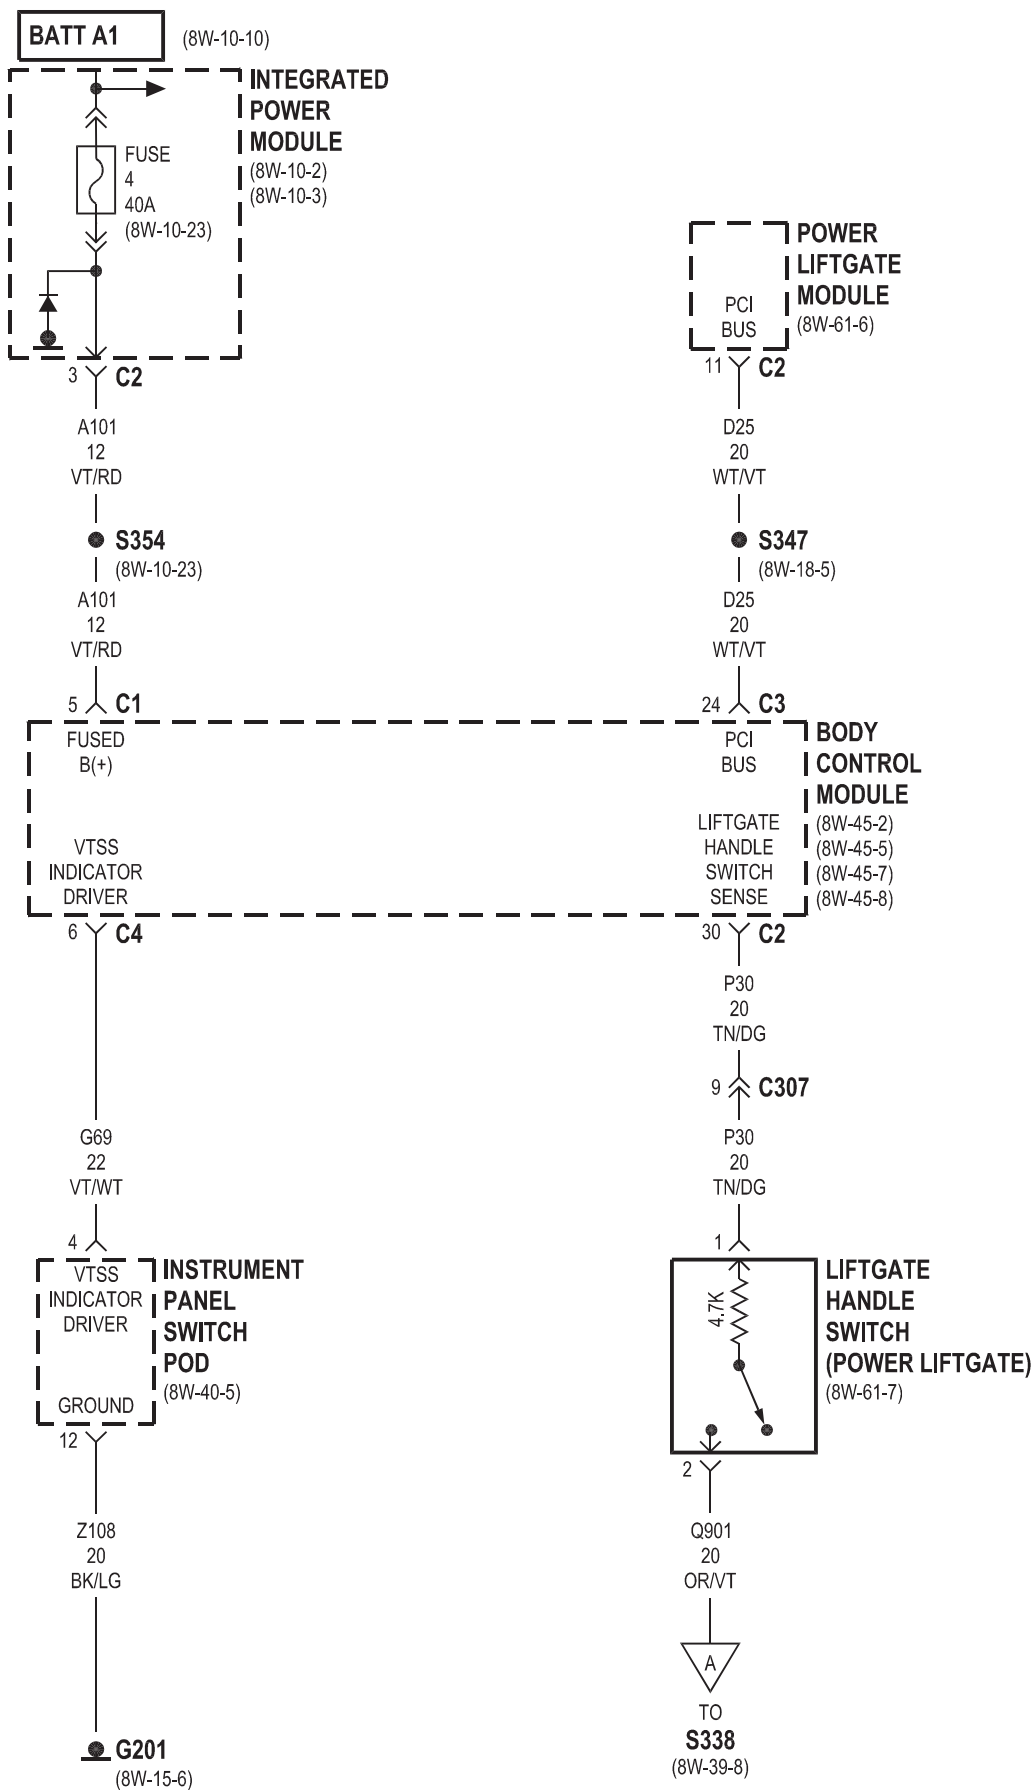 BATT A1
(8W-10-10)
INTEGRATED
POWER
MODULE
(8W-10-2)
(8W-10-3)
FUSE
4
40A
(8W-10-23)
3 C2
A101
12
VT/RD
S354
(8W-10-23)
A101
12
VT/RD
5 C1
POWER
LIFTGATE
MODULE
(8W-61-6)
PCI
BUS
11 C2
D25
20
WT/VT
S347
(8W-18-5)
D25
20
WT/VT
24 C3
FUSED
B(+)
PCI
BUS
BODY
CONTROL
MODULE
(8W-45-2)
(8W-45-5)
(8W-45-7)
(8W-45-8)
VTSS
INDICATOR
DRIVER
LIFTGATE
HANDLE
SWITCH
SENSE
6 C4
G69
22
VT/WT
4
VTSS
INDICATOR
DRIVER
GROUND
INSTRUMENT
PANEL
SWITCH
POD
(8W-40-5)
12
Z108
20
BK/LG
G201
(8W-15-6)
30 C2
P30
20
TN/DG
9 C307
P30
20
TN/DG
1
4.7K
LIFTGATE
HANDLE
SWITCH
(POWER LIFTGATE)
(8W-61-7)
2
Q901
20
OR/VT
A
TO
S338
(8W-39-8)